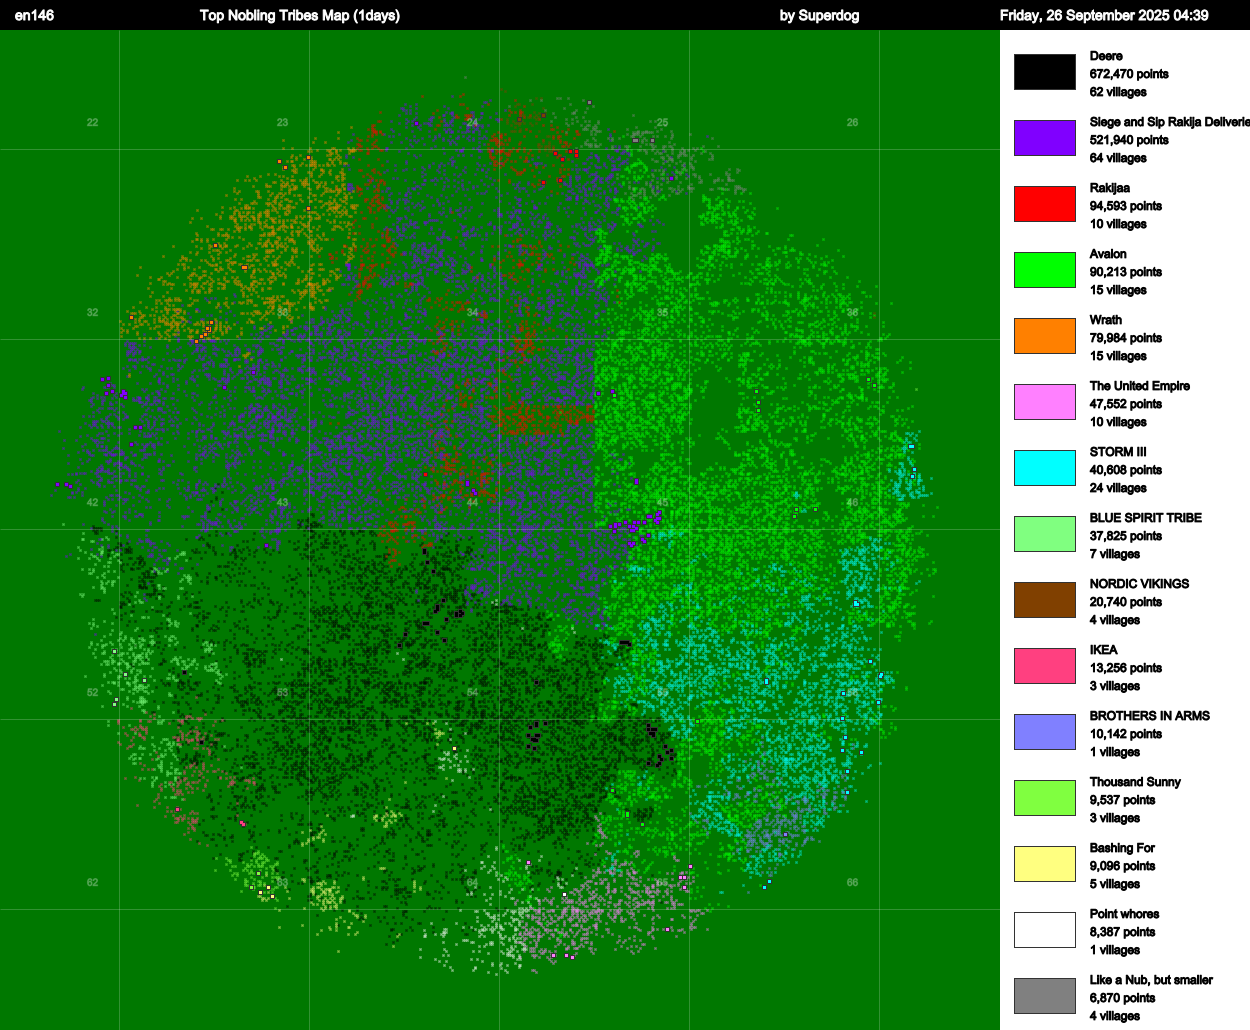 en146 Top Nobling Tribes Map (1days) by Superdog Friday, 26 September 2025 04:39
22 23 24 25 26
32 34
42 43 44
52 53 54
62 66
Deere
672,470 points
62 villages
Siege and Sip Rakija Deliverie
521,940 points
64 villages
Rakijaa
94,593 points
10 villages
Avalon
90,213 points
15 villages
Wrath
79,984 points
15 villages
The United Empire
47,552 points
10 villages
STORM III
40,608 points
24 villages
BLUE SPIRIT TRIBE
37,825 points
7 villages
NORDIC VIKINGS
20,740 points
4 villages
IKEA
13,256 points
3 villages
BROTHERS IN ARMS
10,142 points
1 villages
Thousand Sunny
9,537 points
3 villages
Bashing For
9,096 points
5 villages
Point whores
8,387 points
1 villages
Like a Nub, but smaller
6,870 points
4 villages